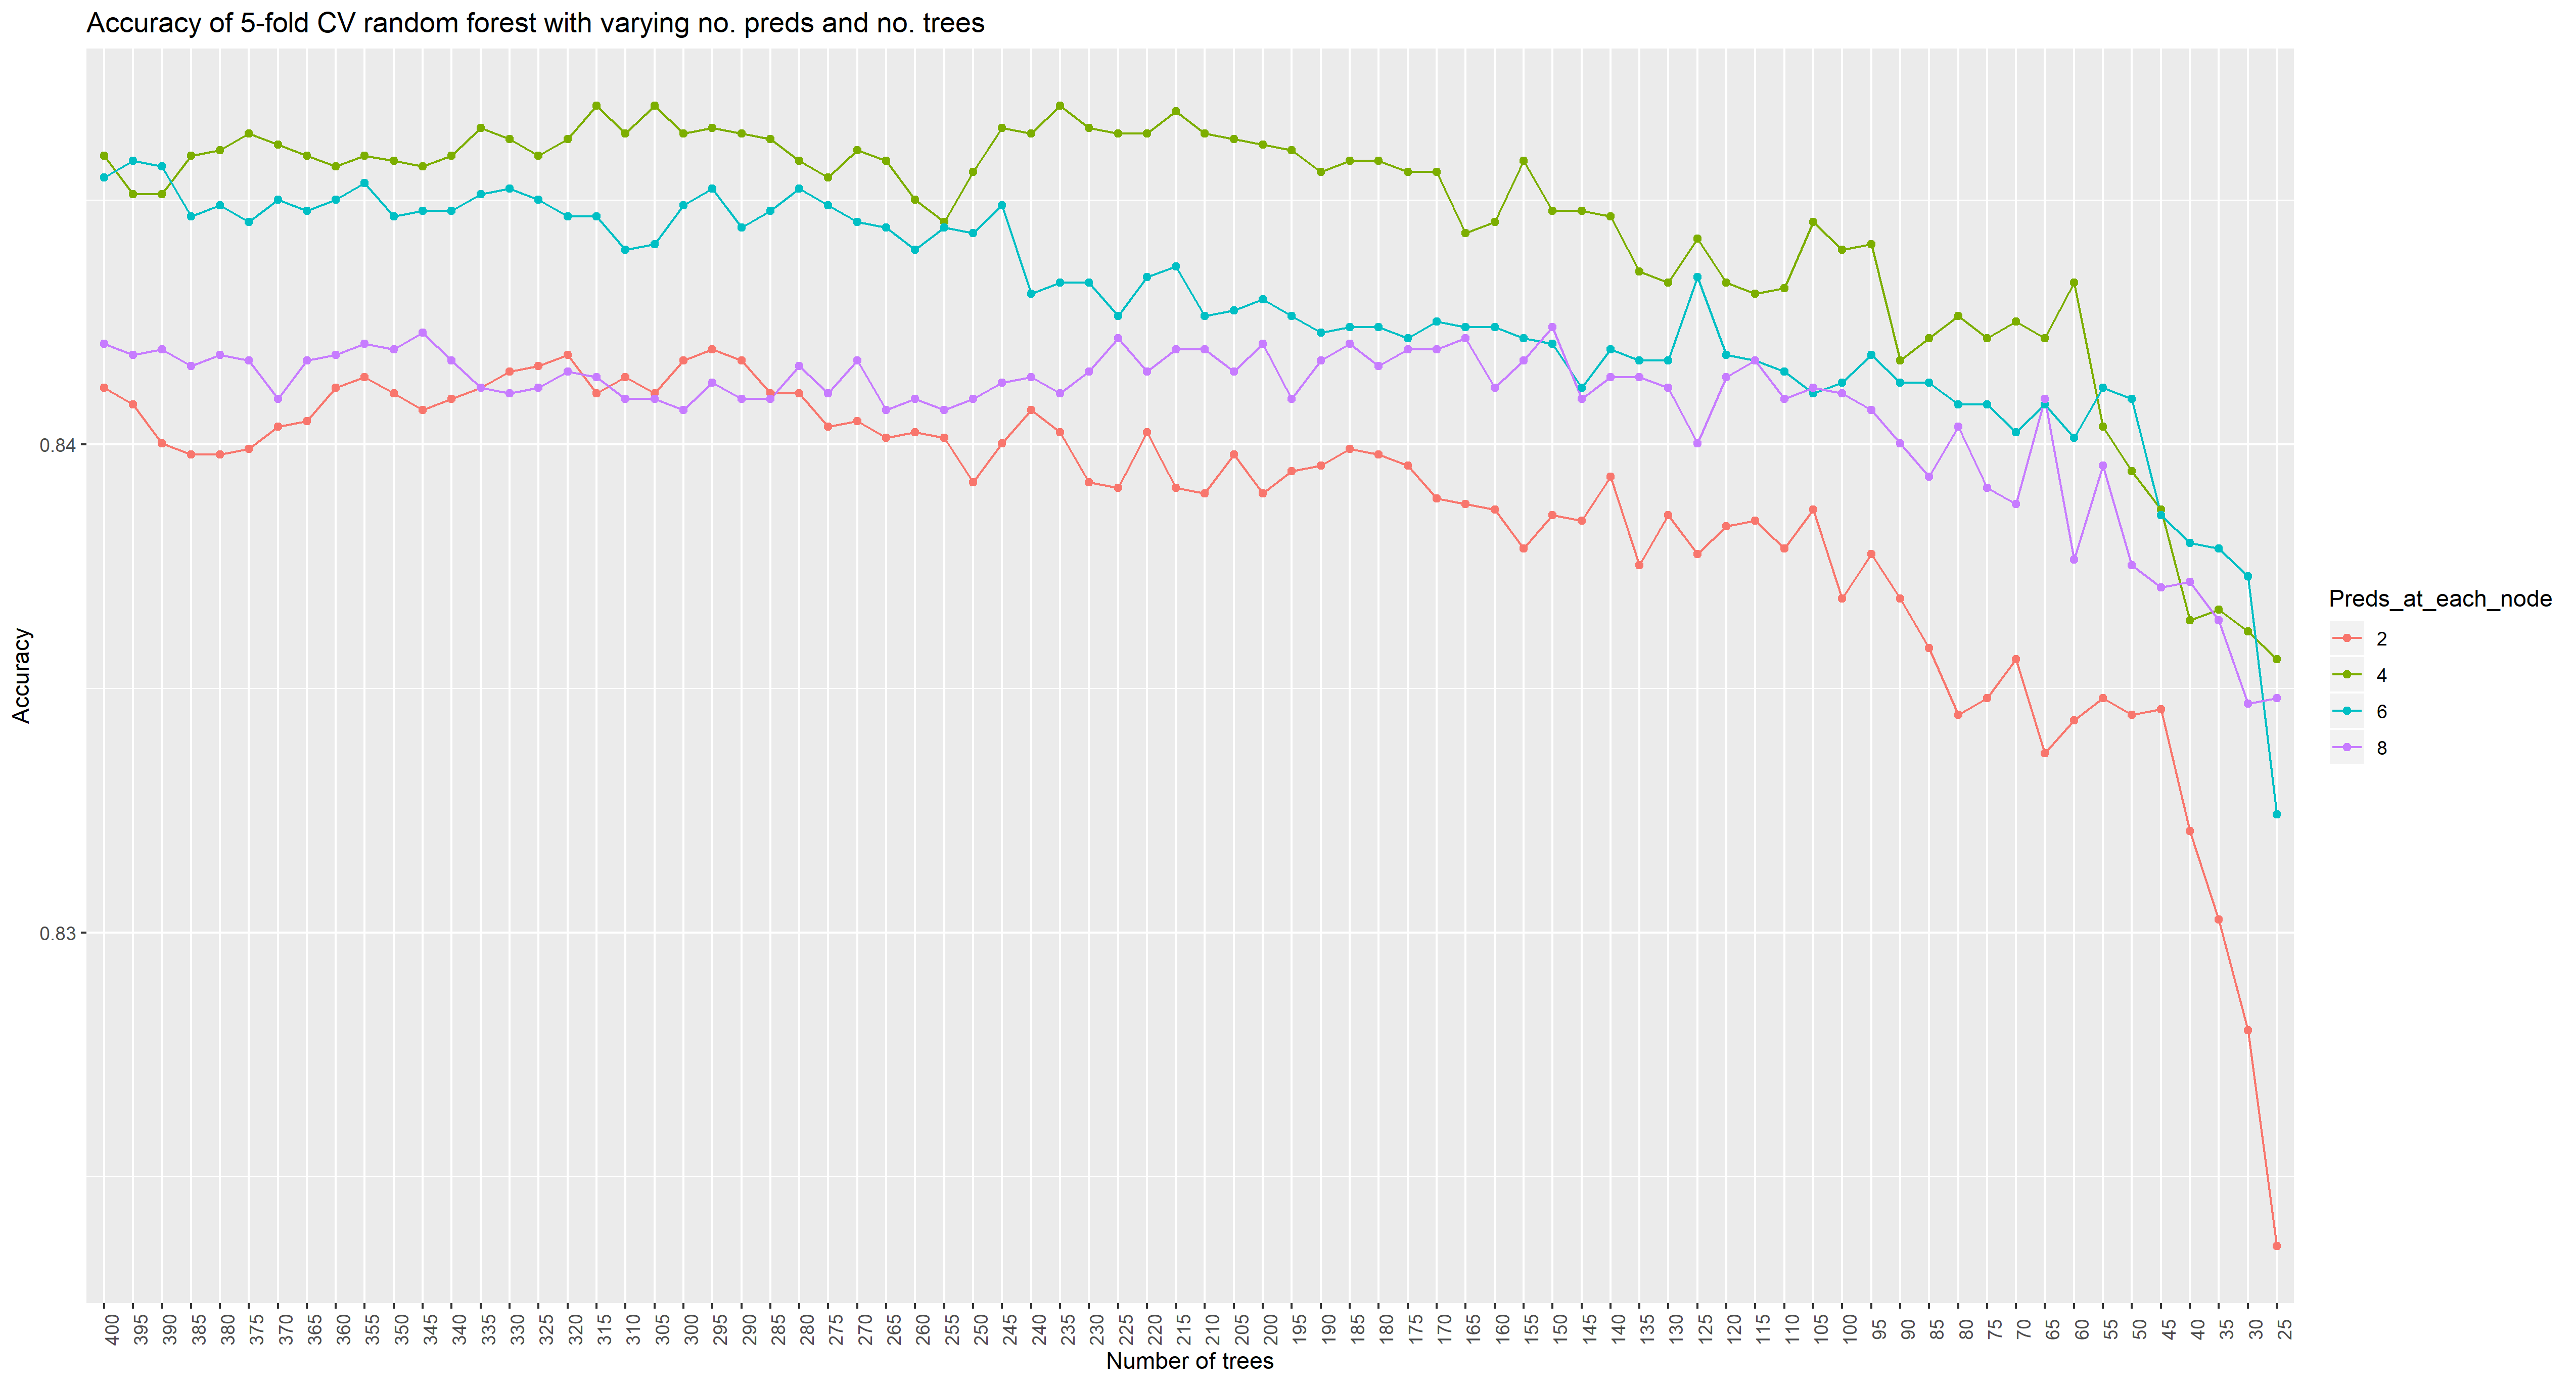 Accuracy of 5-fold CV random forest with varying no. preds and no. trees
Accuracy
0.84
0.83
400 395 390 385 380 375 370 365 360 355 350 345 340 335 330 325 320 315 310 305 300 295 290 285 280 275 270 265 260 255 250 245 240 235 230 225 220 215 210 205 200 195 190 185 180 175 170 165 160 155 150 145 140 135 130 125 120 115 110 105 100 95 90 85 80 75 70 65 60 55 50 45 40 35 30 25
Number of trees
Preds_at_each_node
2
4
6
8